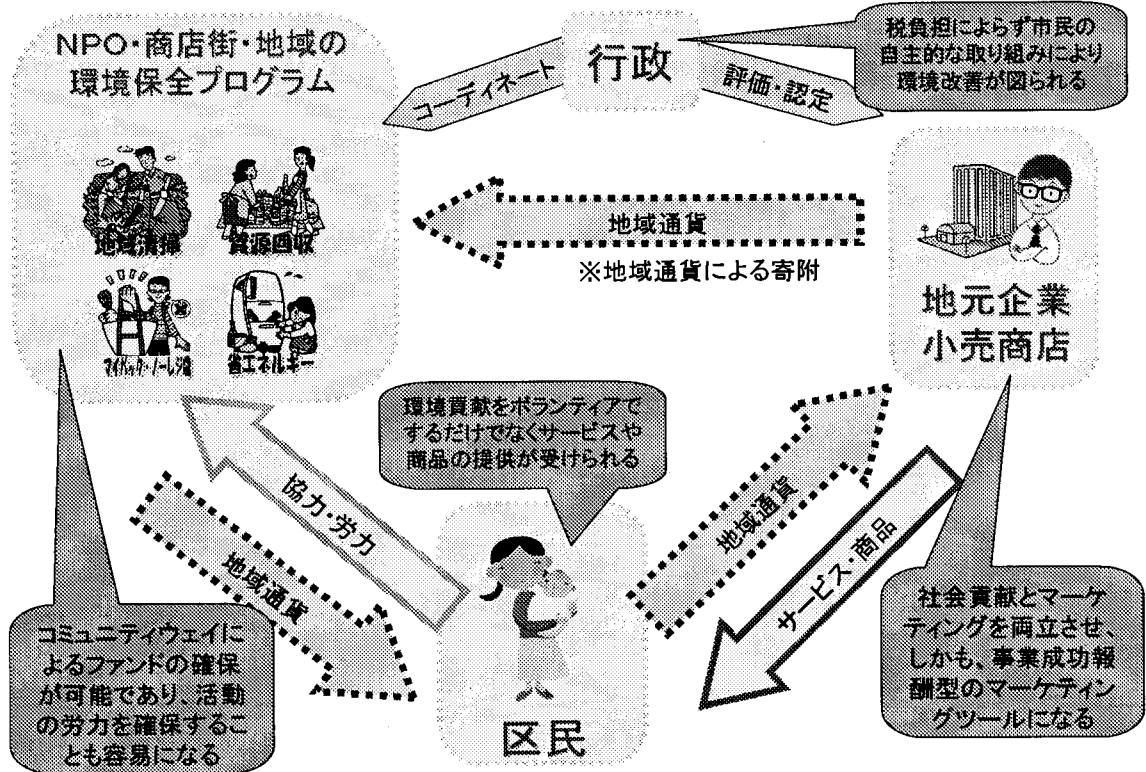 NPO・商店街・地域の
環境保全プログラム
地域清掃
資源回収
マイバック・ノーレジ袋
省エネルギー
コーディネート
行政
評価・認定
税負担によらず市民の
自主的な取り組みにより
環境改善が図られる
地域通貨
※地域通貨による寄附
地元企業
小売商店
環境貢献をボランティアで
するだけでなくサービスや
商品の提供が受けられる
協力・労力
地域通貨
地域通貨
サービス・商品
区民
コミュニティウェイに
よるファンドの確保
が可能であり、活動
の労力を確保するこ
とも容易になる
社会貢献とマーケ
ティングを両立させ、
しかも、事業成功報
酬型のマーケティン
グツールになる